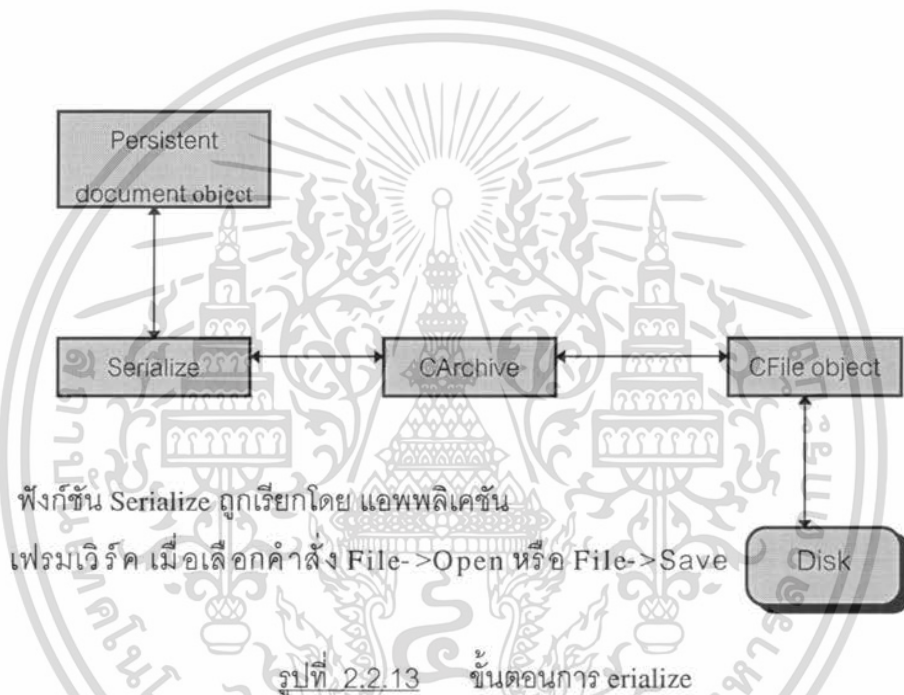 Persistent
document object
Serialize
CArchive
CFile object
ฟังก์ชัน Serialize ถูกเรียกโดย แอพพลิเคชัน
เฟรมเวิร์ค เมื่อเลือกคำสั่ง File->Open หรือ File->Save
Disk
รูปที่ 2.2.13 ขั้นตอนการ erialize